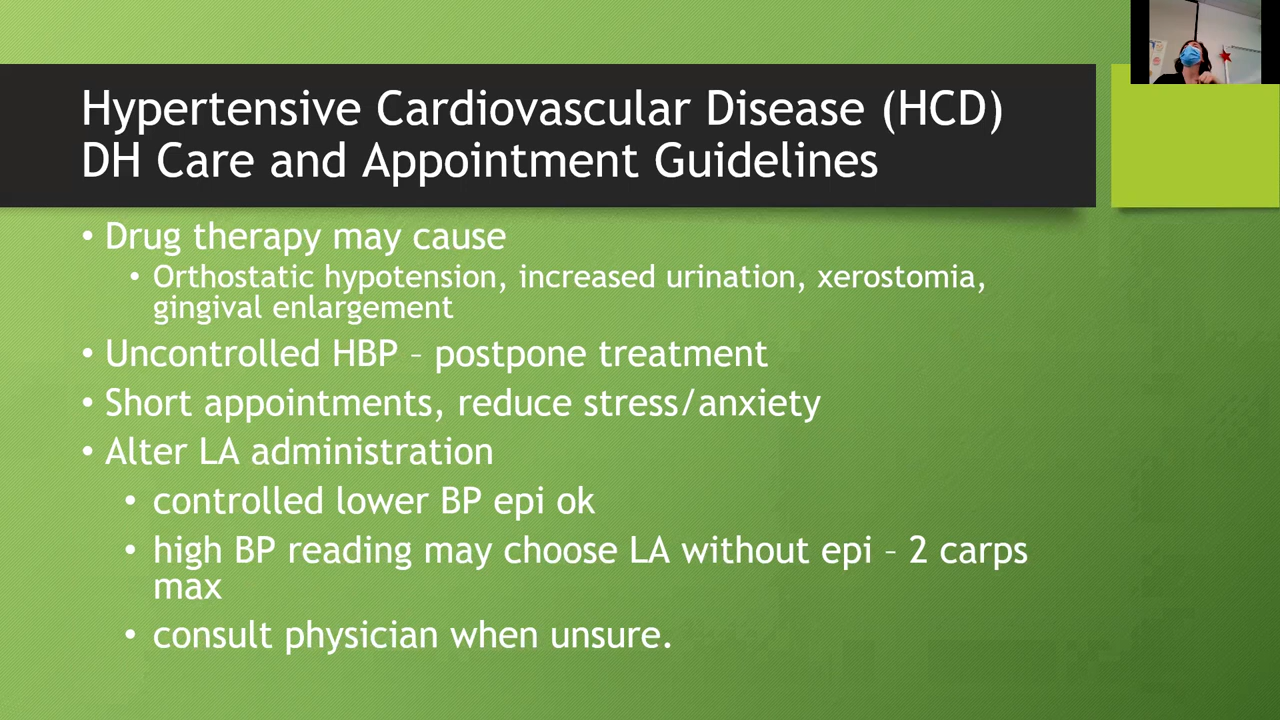 Hypertensive Cardiovascular Disease (HCD)
DH Care and Appointment Guidelines
• Drug therapy may cause
• Orthostatic hypotension, increased urination, xerostomia,
gingival enlargement
• Uncontrolled HBP – postpone treatment
• Short appointments, reduce stress/anxiety
• Alter LA administration
• controlled lower BP epi ok
• high BP reading may choose LA without epi – 2 carps
max
• consult physician when unsure.